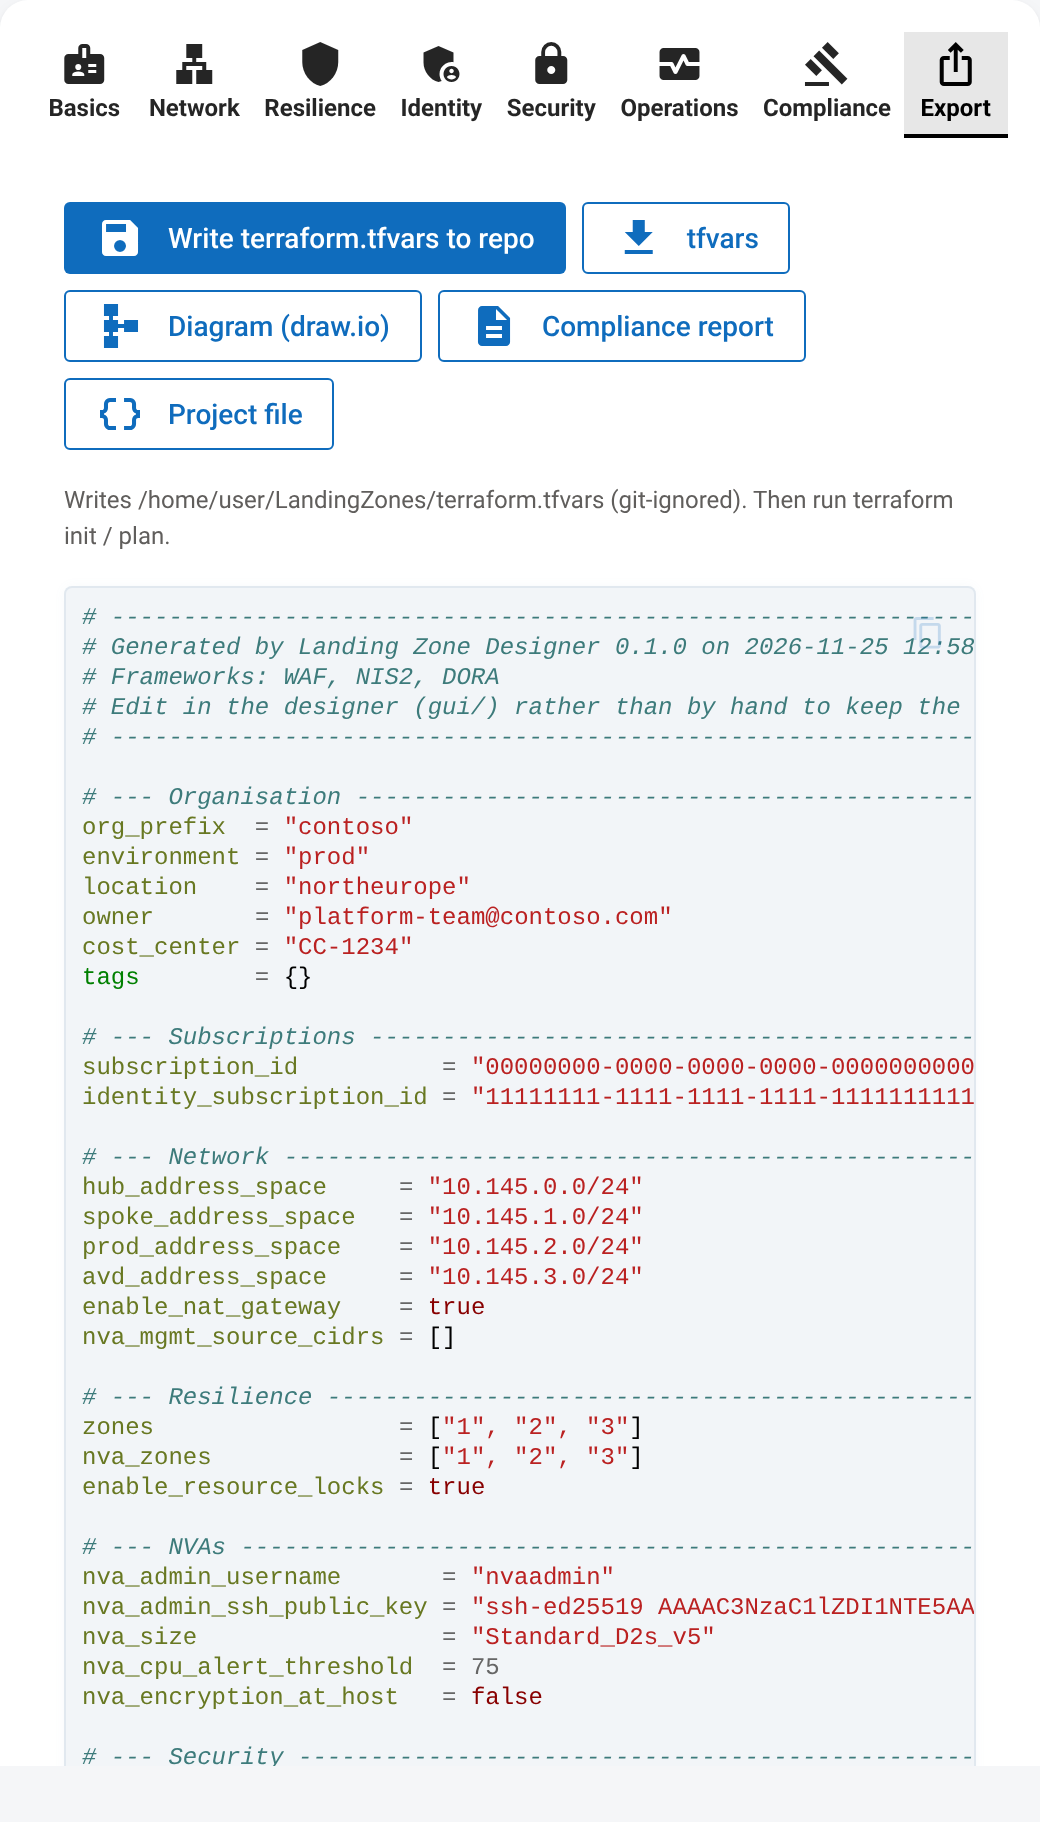 Basics Network Resilience Identity Security Operations Compliance Export
Write terraform.tfvars to repo tfvars
Diagram (draw.io) Compliance report
Project file
Writes /home/user/LandingZones/terraform.tfvars (git-ignored). Then run terraform
init / plan.
# ------------------------------------------------------------
# Generated by Landing Zone Designer 0.1.0 on 2026-11-25 12:58
# Frameworks: WAF, NIS2, DORA
# Edit in the designer (gui/) rather than by hand to keep the
# ------------------------------------------------------------
# --- Organisation -------------------------------------------
org_prefix  = "contoso"
environment = "prod"
location    = "northeurope"
owner       = "platform-team@contoso.com"
cost_center = "CC-1234"
tags        = {}
# --- Subscriptions ------------------------------------------
subscription_id          = "00000000-0000-0000-0000-0000000000
identity_subscription_id = "11111111-1111-1111-1111-1111111111
# --- Network ------------------------------------------------
hub_address_space     = "10.145.0.0/24"
spoke_address_space   = "10.145.1.0/24"
prod_address_space    = "10.145.2.0/24"
avd_address_space     = "10.145.3.0/24"
enable_nat_gateway    = true
nva_mgmt_source_cidrs = []
# --- Resilience ---------------------------------------------
zones                 = ["1", "2", "3"]
nva_zones             = ["1", "2", "3"]
enable_resource_locks = true
# --- NVAs ---------------------------------------------------
nva_admin_username       = "nvaadmin"
nva_admin_ssh_public_key = "ssh-ed25519 AAAAC3NzaC1lZDI1NTE5AA
nva_size                 = "Standard_D2s_v5"
nva_cpu_alert_threshold  = 75
nva_encryption_at_host   = false
# --- Security -----------------------------------------------